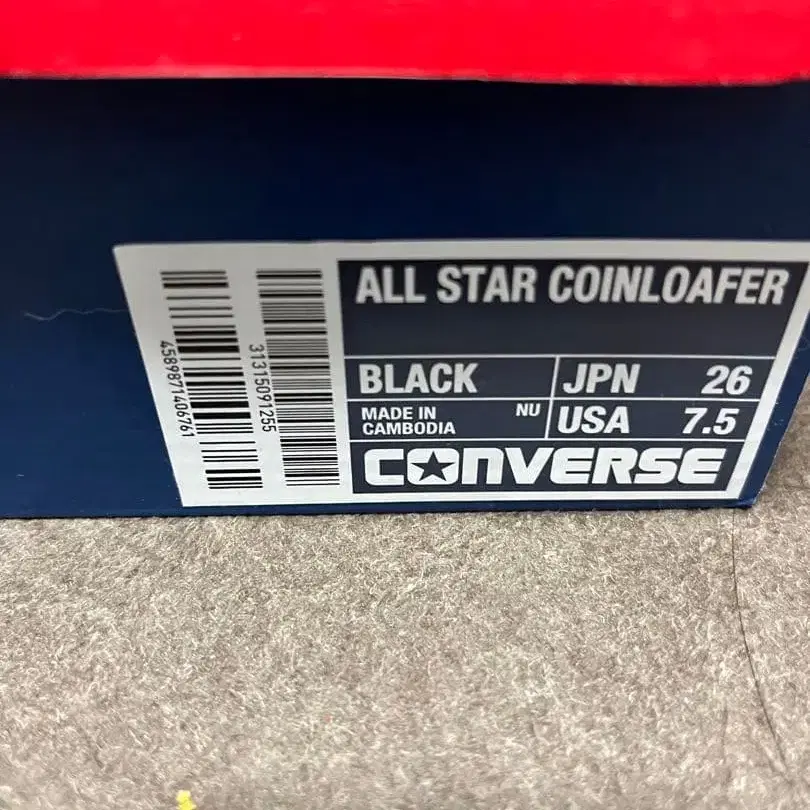 4589871406761
31315091255
ALL STAR COINLOAFER
BLACK
JPN 26
MADE IN
CAMBODIA
NU
USA 7.5
CONVERSE